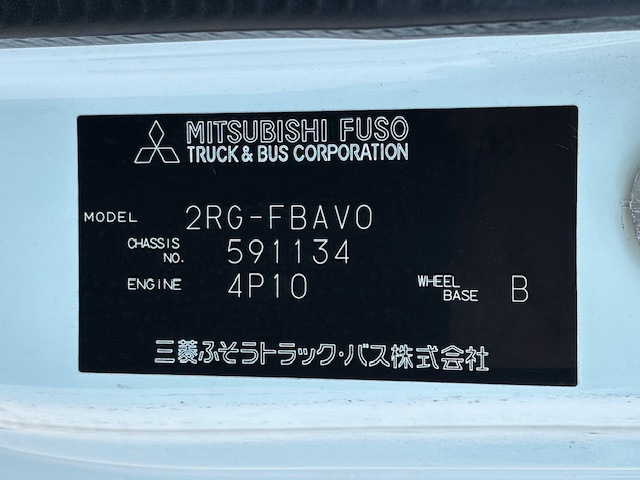 MITSUBISHI FUSO
TRUCK & BUS CORPORATION
MODEL 2RG-FBAV0
CHASSIS NO. 591134
ENGINE 4P10 WHEEL BASE B
三菱ふそうトラック・バス株式会社